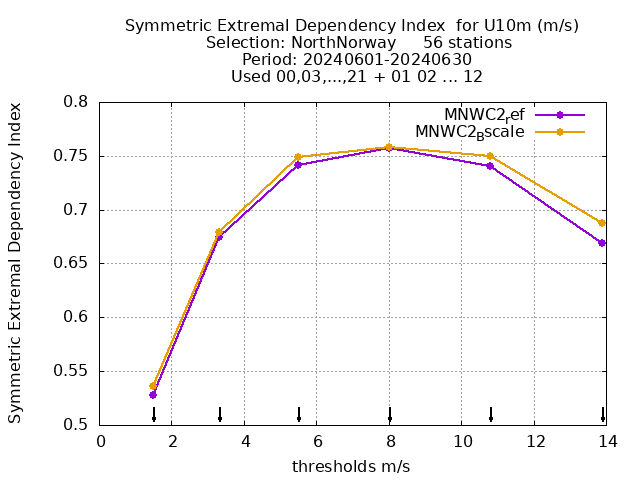 Symmetric Extremal Dependency Index  for U10m (m/s)
Selection: NorthNorway     56 stations
Period: 20240601-20240630
Used 00,03,...,21 + 01 02 ... 12
MNWC2ref
MNWC2Bscale
Symmetric Extremal Dependency Index
0.8
0.75
0.7
0.65
0.6
0.55
0.5
0 2 4 6 8 10 12 14
thresholds m/s